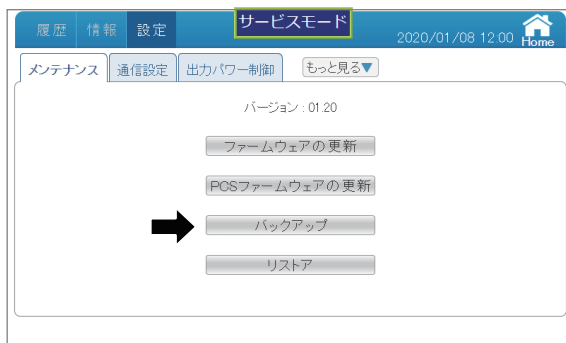 履歴 情報 設定 サービスモード 2020/01/08 12:00 Home
メンテナンス 通信設定 出力パワー制御 もっと見る▼
バージョン : 01.20
ファームウェアの更新
PCSファームウェアの更新
バックアップ
リストア